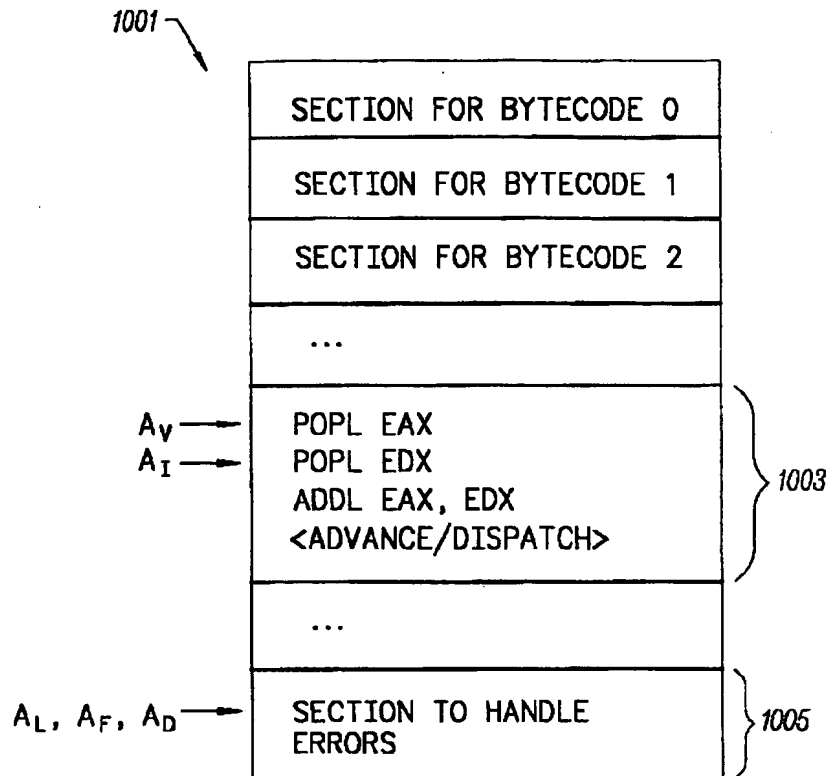 1001
SECTION FOR BYTECODE 0
SECTION FOR BYTECODE 1
SECTION FOR BYTECODE 2
...
A_V POPL EAX
A_I POPL EDX
ADDL EAX, EDX
<ADVANCE/DISPATCH>
1003
...
A_L, A_F, A_D SECTION TO HANDLE
ERRORS
1005